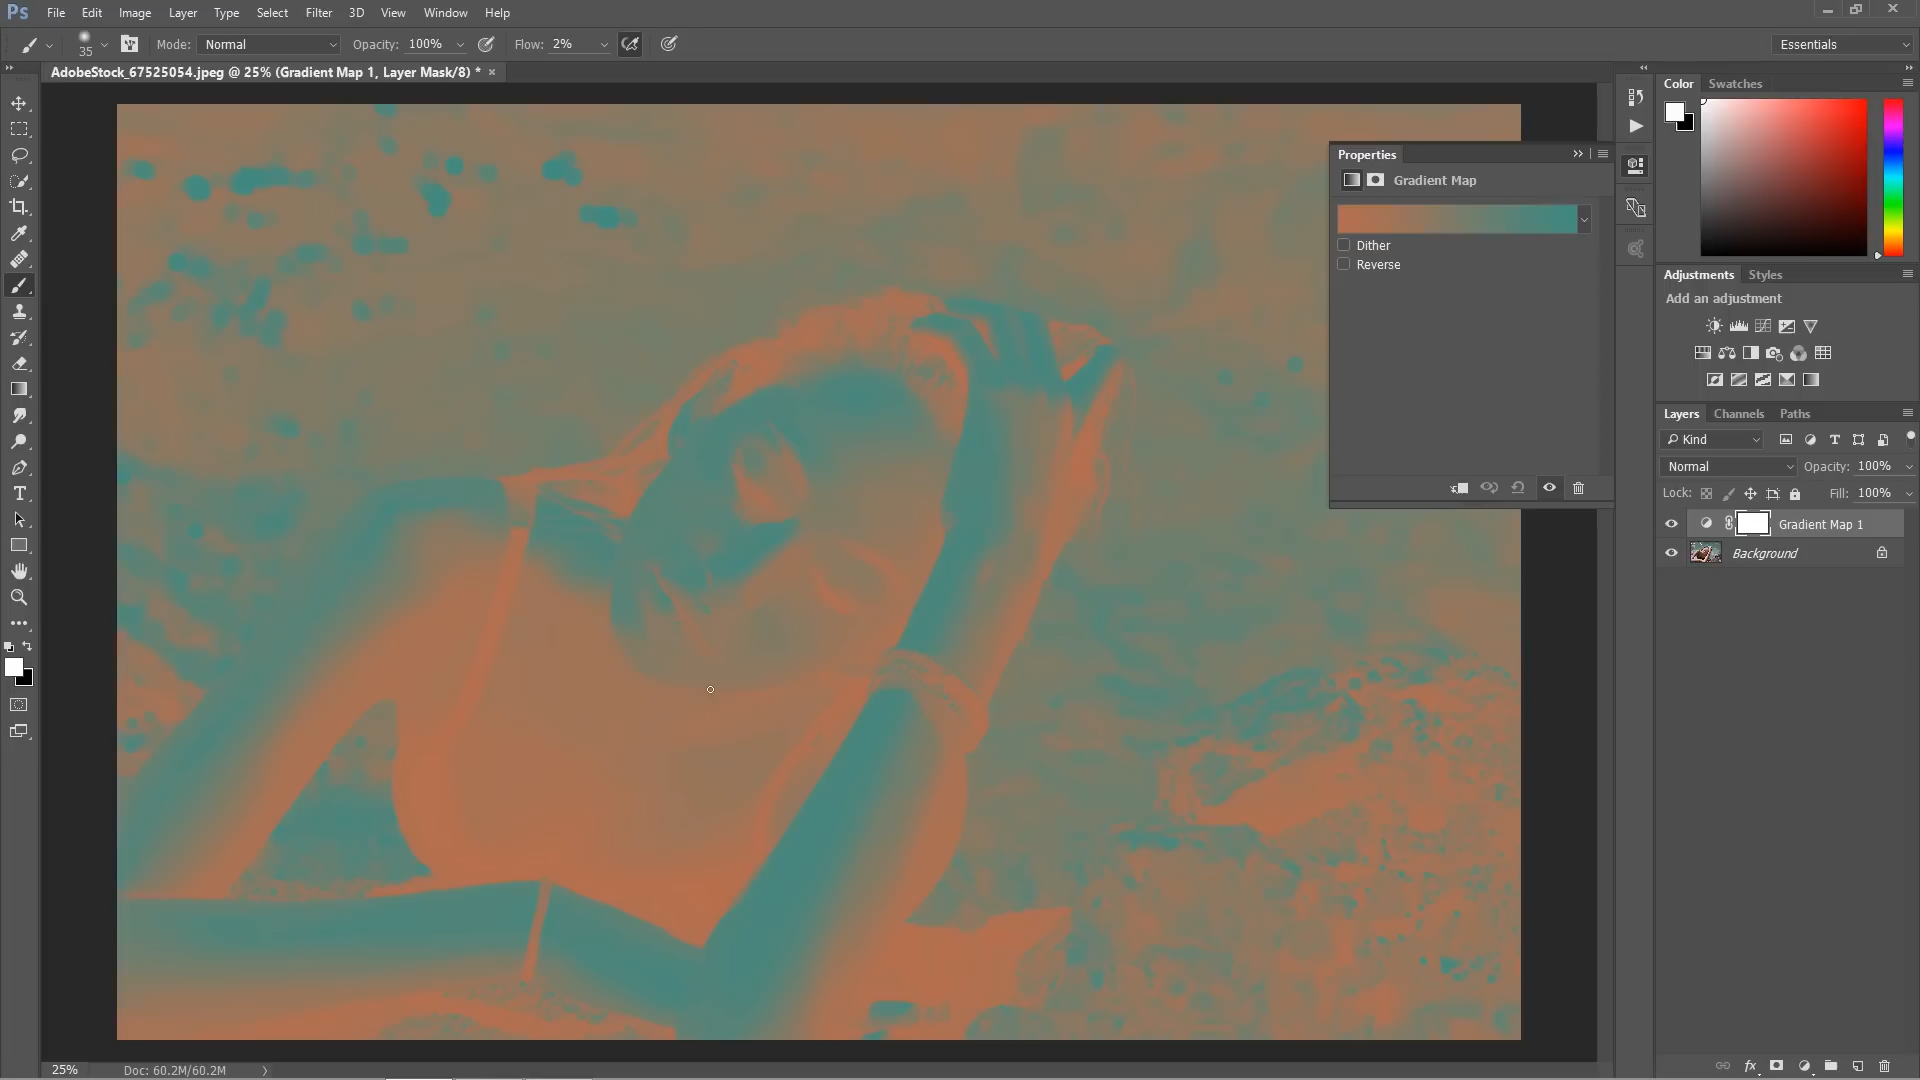 Ps File Edit Image Layer Type Select Filter 3D View Window Help
35 Mode: Normal Opacity: 100% Flow: 2% Essentials
AdobeStock_67525054.jpeg @ 25% (Gradient Map 1, Layer Mask/8) * ×
Color Swatches
Properties
Gradient Map
Dither
Reverse
Adjustments Styles
Add an adjustment
Layers Channels Paths
Kind
Normal Opacity: 100%
Lock: Fill: 100%
Gradient Map 1
Background
25% Doc: 60.2M/60.2M